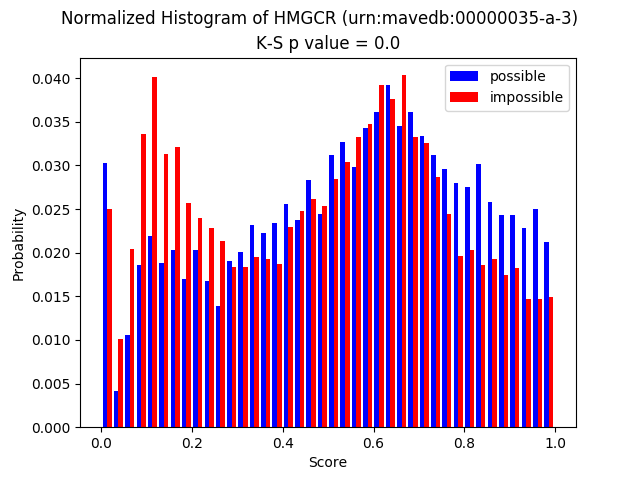 Normalized Histogram of HMGCR (urn:mavedb:00000035-a-3)
K-S p value = 0.0
possible
impossible
0.040
0.035
0.030
0.025
0.020
0.015
0.010
0.005
0.000
Probability
0.0 0.2 0.4 0.6 0.8 1.0
Score